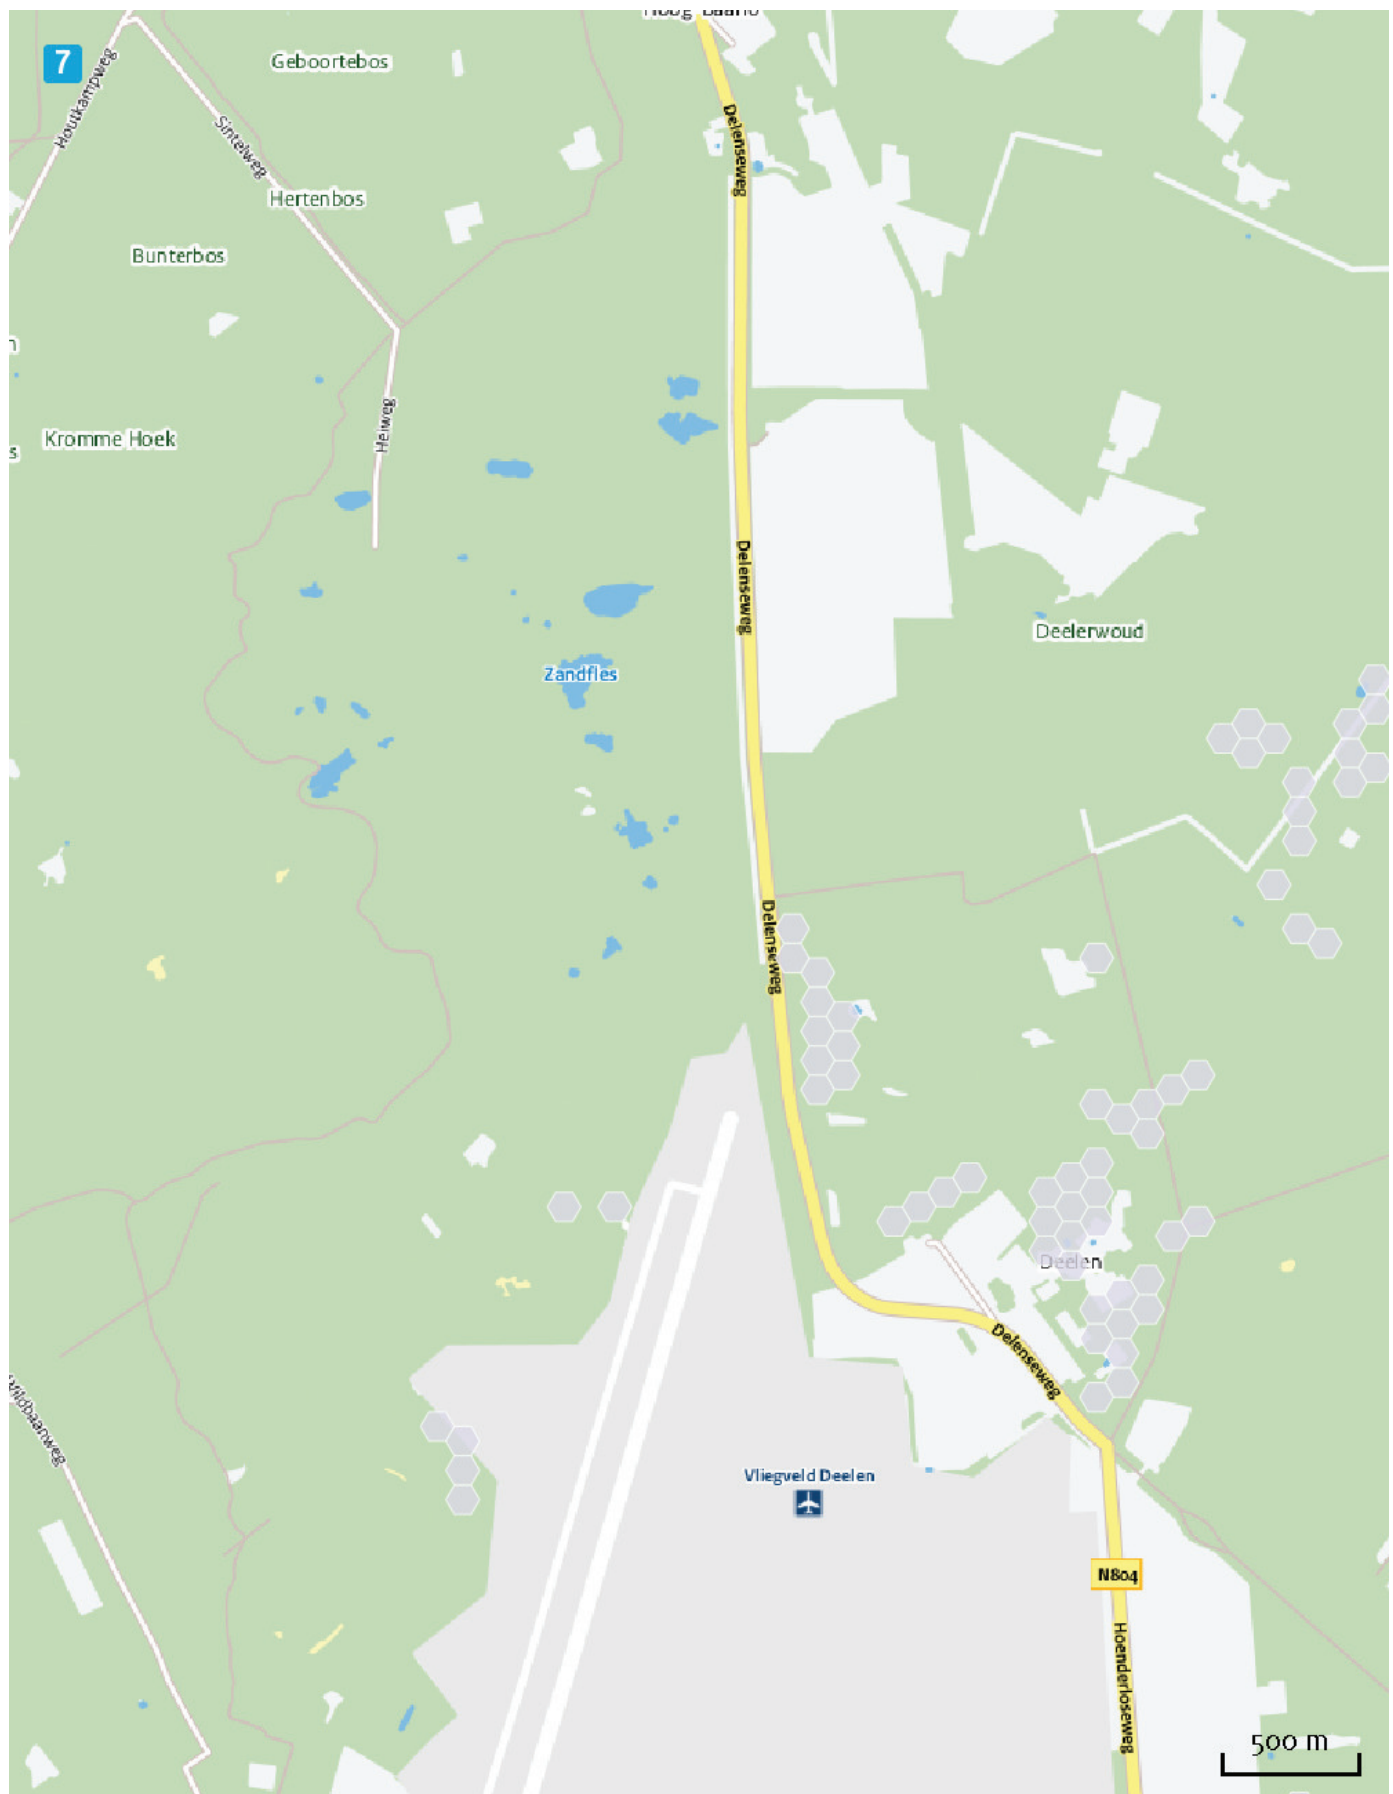 7
Geboortebos
Houtkampweg
Sintelweg
Delenseweg
Hertenbos
Bunterbos
Kromme Hoek
Heiweg
Delenseweg
Deelerwoud
Zandfles
Delenseweg
Deelen
Delenseweg
Vliegveld Deelen
N804
Hoenderloseweg
500 m